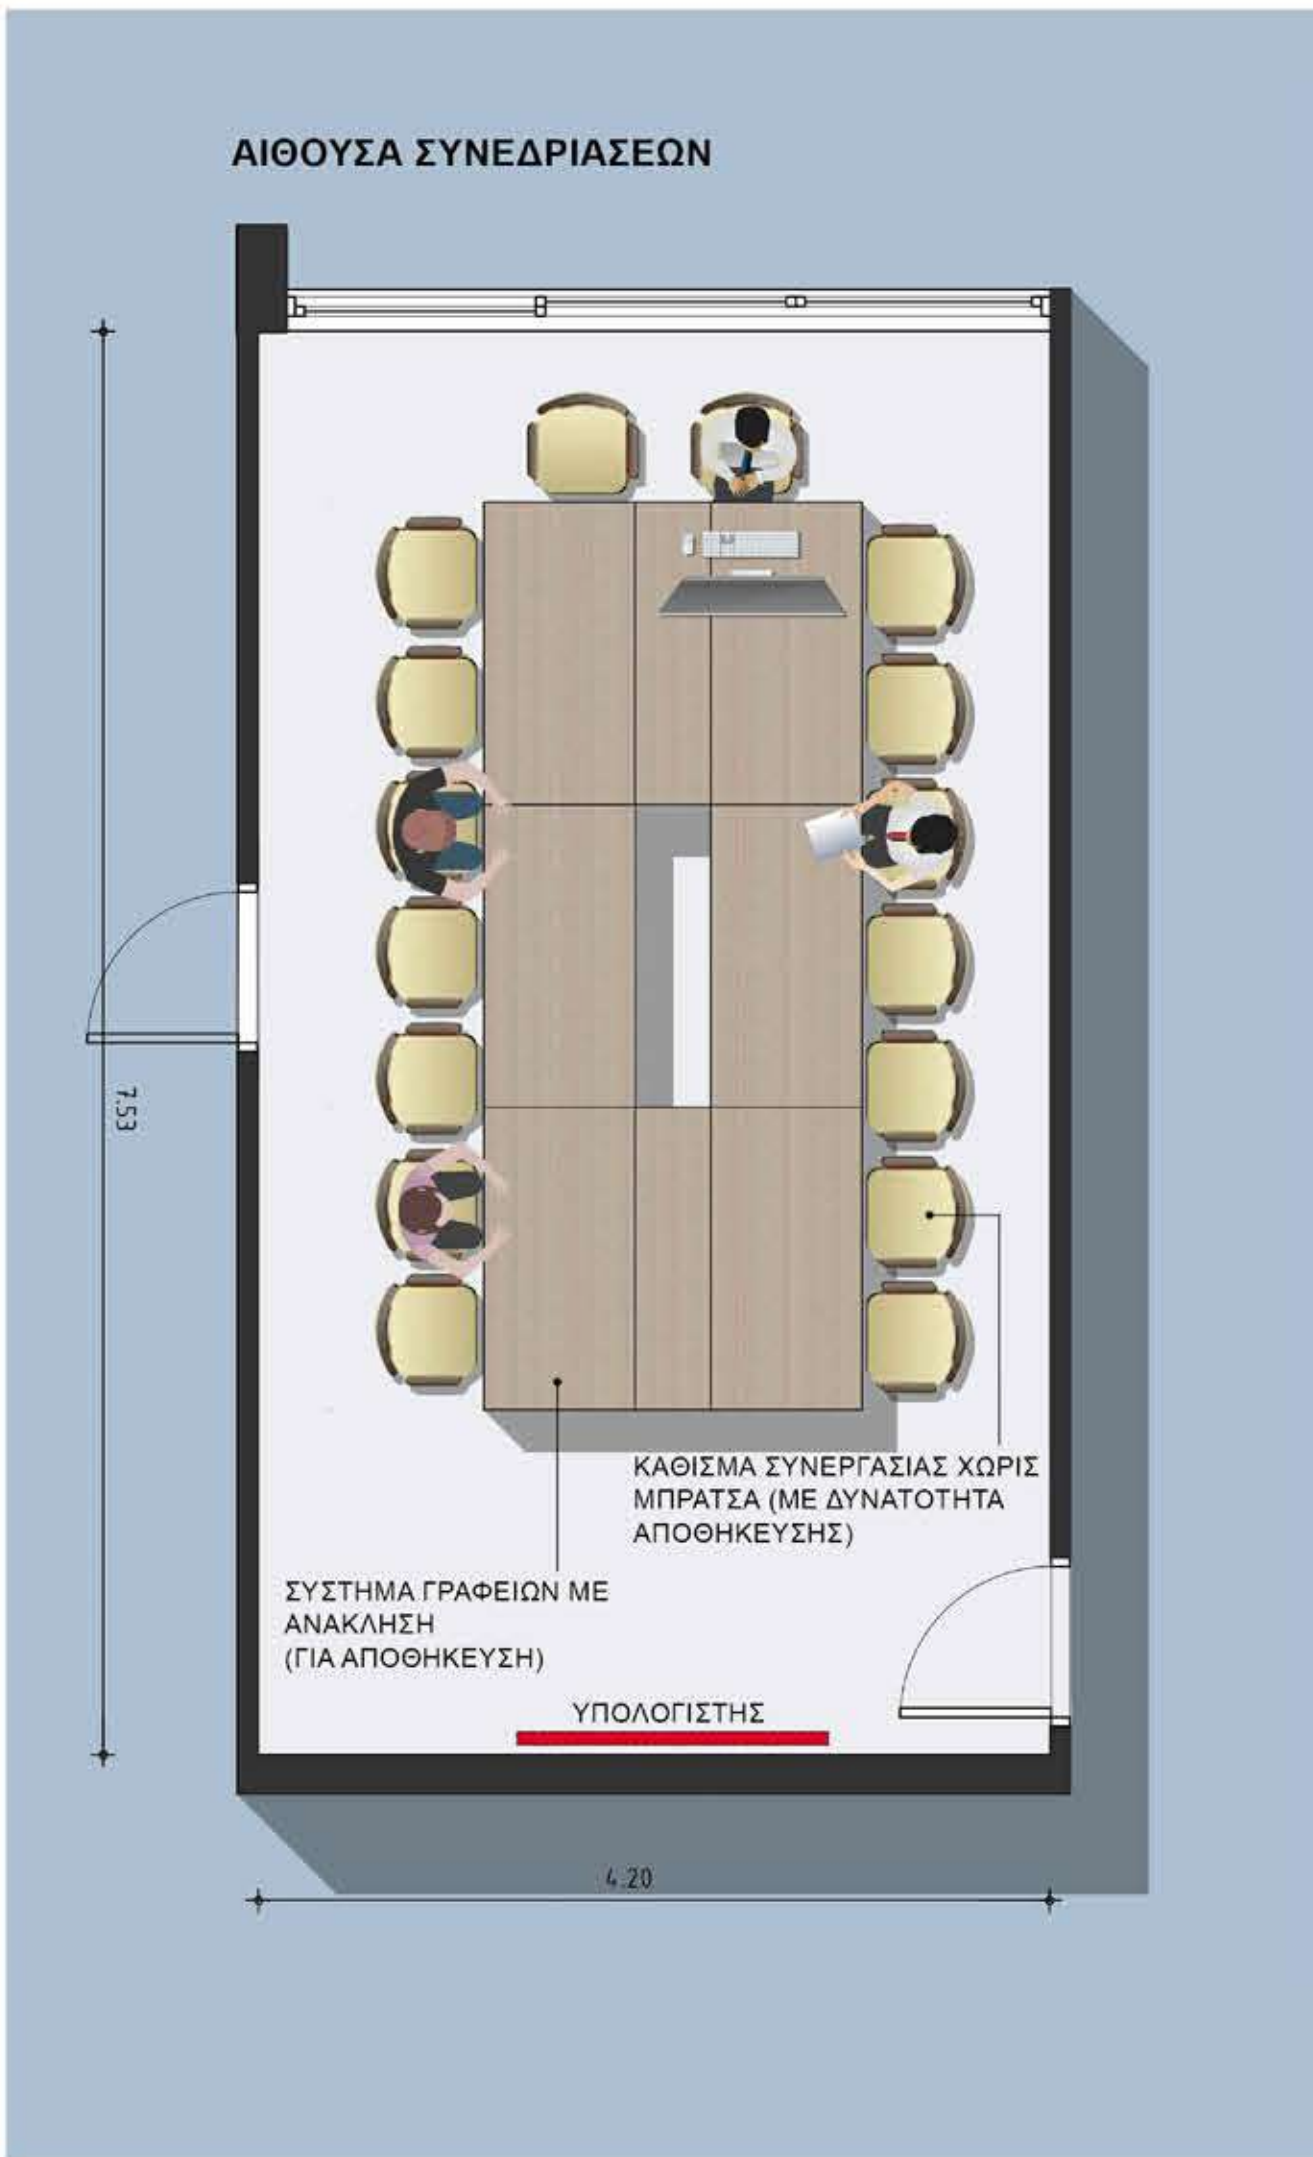 ΑΙΘΟΥΣΑ ΣΥΝΕΔΡΙΑΣΕΩΝ
7.53
ΚΑΘΙΣΜΑ ΣΥΝΕΡΓΑΣΙΑΣ ΧΩΡΙΣ
ΜΠΡΑΤΣΑ (ΜΕ ΔΥΝΑΤΟΤΗΤΑ
ΑΠΟΘΗΚΕΥΣΗΣ)
ΣΥΣΤΗΜΑ ΓΡΑΦΕΙΩΝ ΜΕ
ΑΝΑΚΛΗΣΗ
(ΓΙΑ ΑΠΟΘΗΚΕΥΣΗ)
ΥΠΟΛΟΓΙΣΤΗΣ
4.20